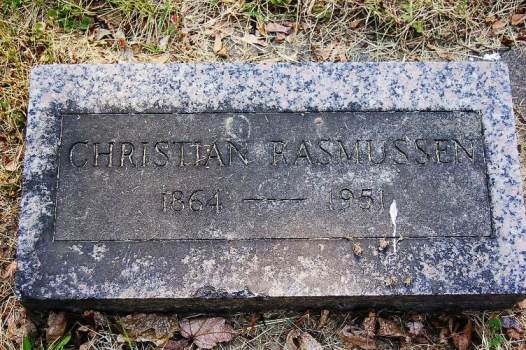 CHRISTIAN RASMUSSEN
1864 — 1951